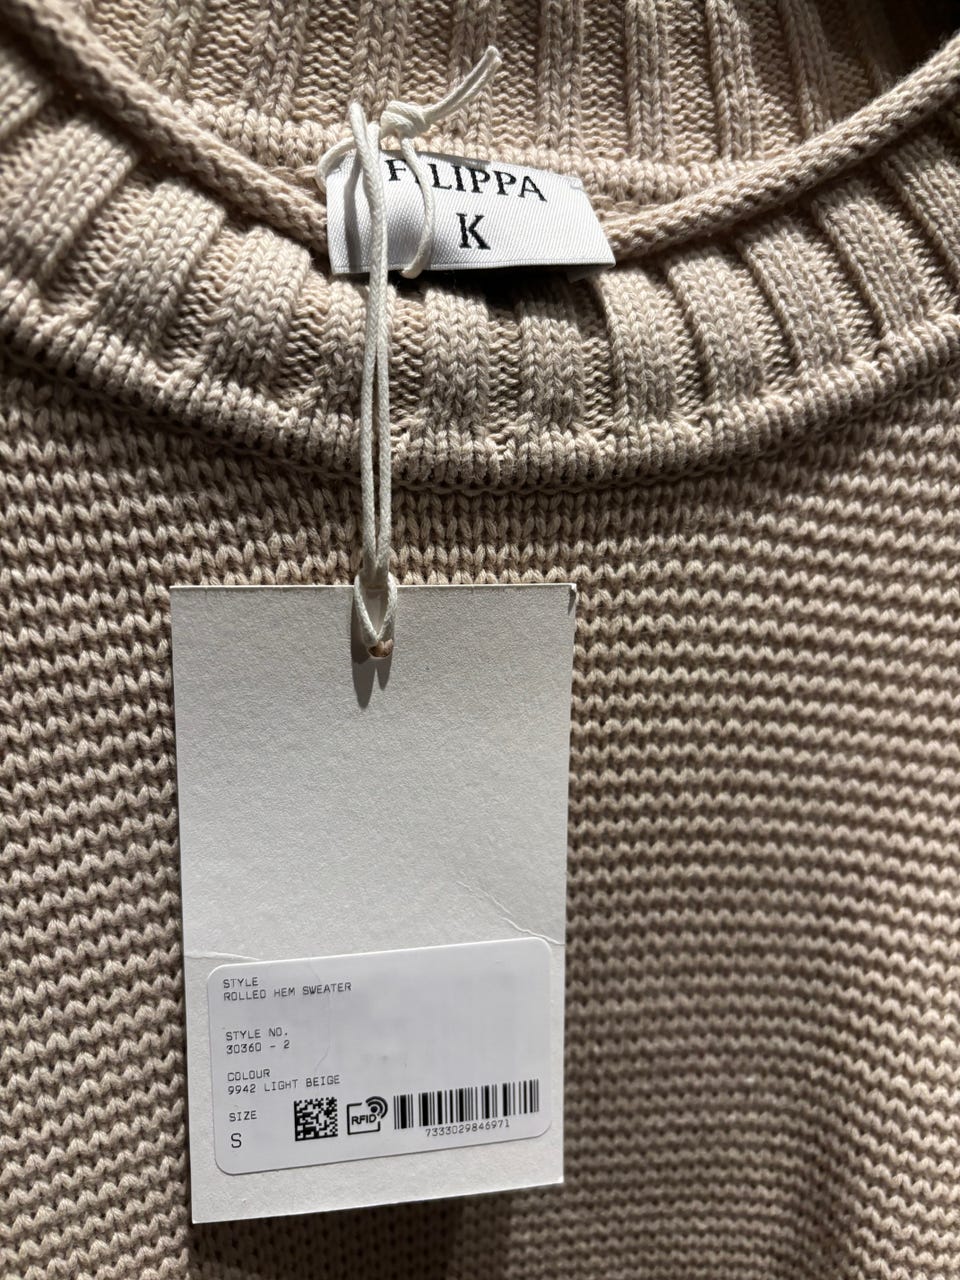 FILIPPA
K
STYLE
ROLLED HEM SWEATER
STYLE NO.
30360 - 2
COLOUR
9942 LIGHT BEIGE
SIZE
S
RFID
7333029846971